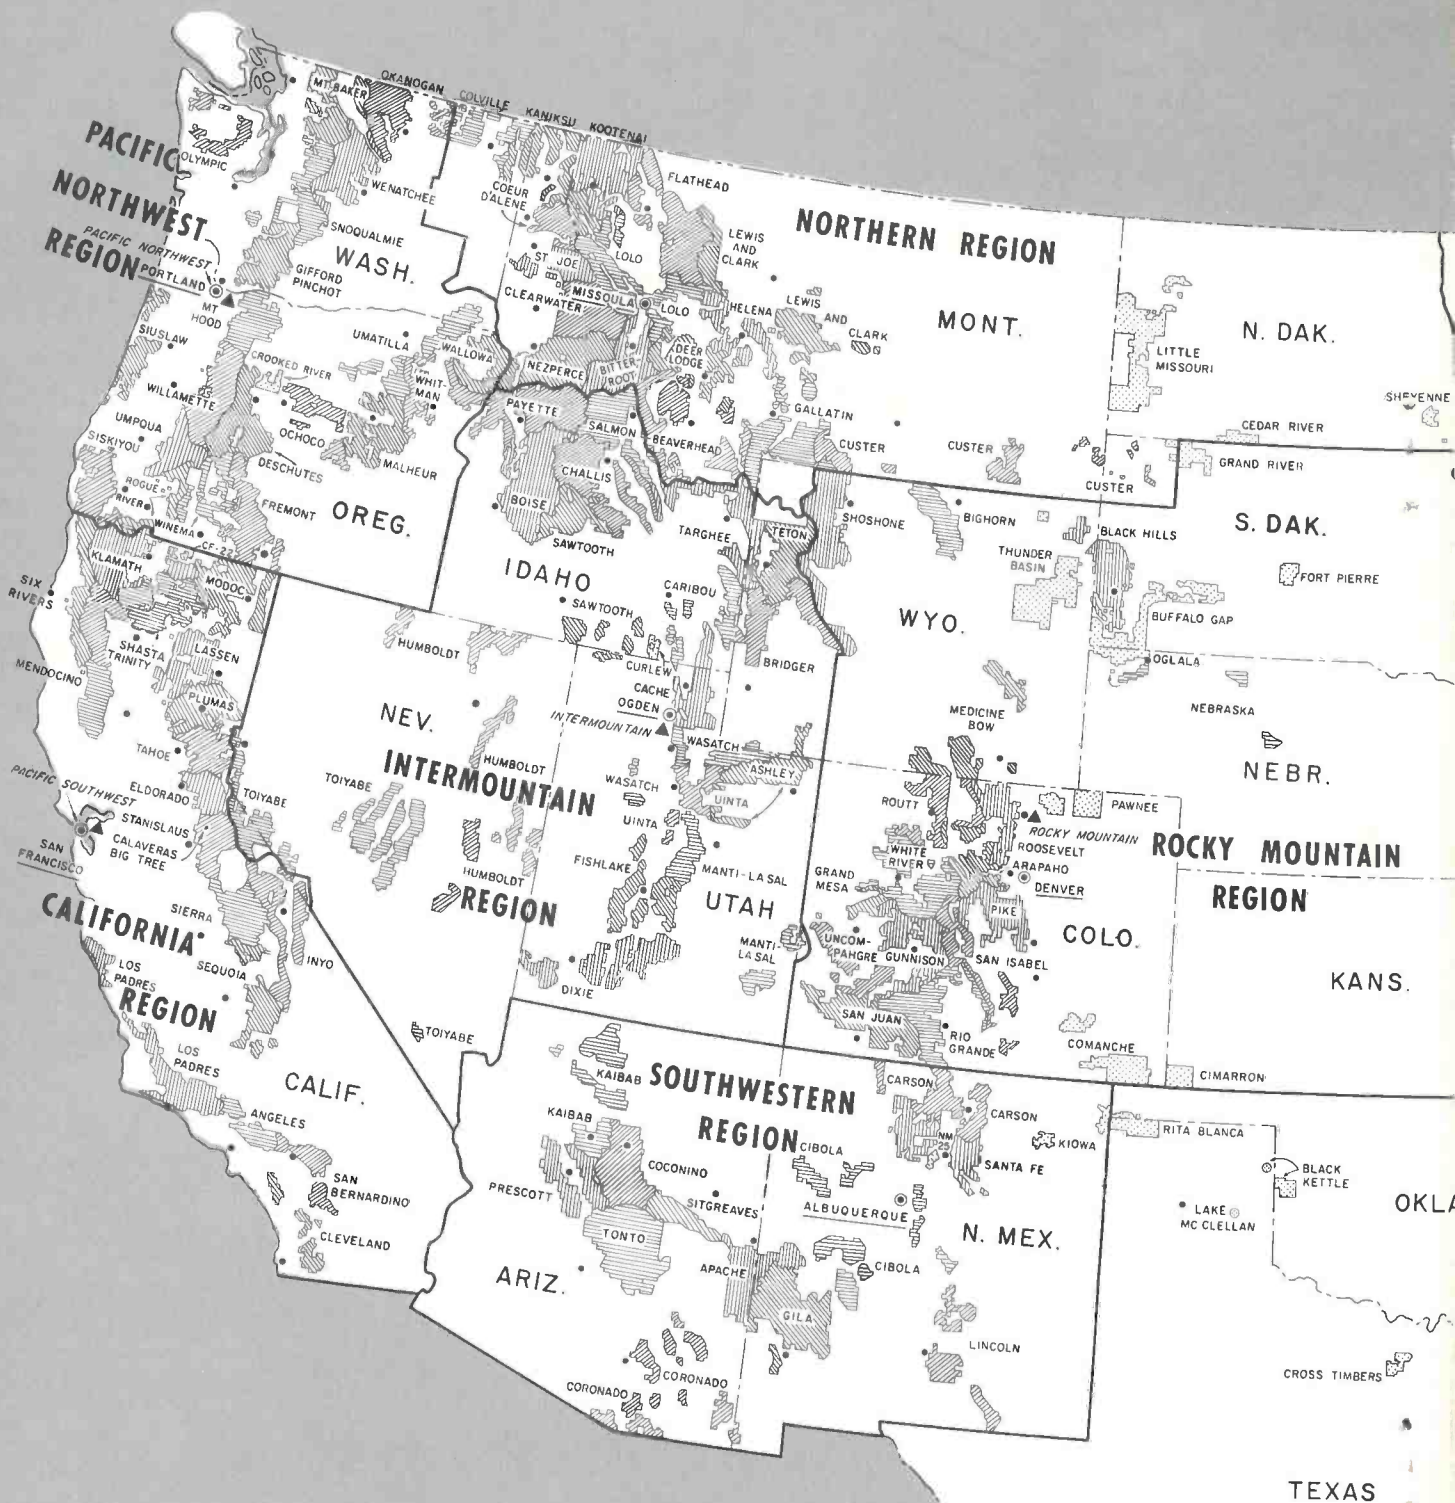 OKANOGAN
COLVILLE
KANIKSU
KOOTENAI
MT BAKER
PACIFIC
NORTHWEST
REGION
OLYMPIC
WENATCHEE
SNOQUALMIE
WASH.
GIFFORD
PINCHOT
PACIFIC NORTHWEST
PORTLAND
MT
HOOD
COEUR
D'ALENE
FLATHEAD
LEWIS
AND
CLARK
LOLO
ST JOE
CLEARWATER
MISSOULA
LOLO
HELENA
LEWIS
AND
CLARK
NORTHERN REGION
MONT.
N. DAK.
LITTLE
MISSOURI
SHEYENNE
CEDAR RIVER
GRAND RIVER
SIUSLAW
UMATILLA
WALLOWA
WHIT-
MAN
CROOKED RIVER
WILLAMETTE
UMPQUA
SISKIYOU
OCHOCO
DESCHUTES
MALHEUR
ROGUE
RIVER
WINEMA
CF-22
FREMONT
OREG.
NEZPERCE
BITTER
ROOT
DEER
LODGE
PAYETTE
SALMON
BEAVERHEAD
GALLATIN
CUSTER
CUSTER
CUSTER
CHALLIS
BOISE
SAWTOOTH
TARGHEE
TETON
SHOSHONE
BIGHORN
THUNDER
BASIN
BLACK HILLS
S. DAK.
FORT PIERRE
BUFFALO GAP
OGLALA
IDAHO
SAWTOOTH
CARIBOU
CURLEW
CACHE
OGDEN
INTERMOUNTAIN
BRIDGER
WYO.
MEDICINE
BOW
NEBRASKA
NEBR.
KLAMATH
MODOC
SIX
RIVERS
SHASTA
TRINITY
LASSEN
MENDOCINO
PLUMAS
TAHOE
PACIFIC SOUTHWEST
ELDORADO
STANISLAUS
CALAVERAS
BIG TREE
SAN
FRANCISCO
CALIFORNIA
REGION
SIERRA
SEQUOIA
INYO
LOS
PADRES
LOS
PADRES
ANGELES
CALIF.
SAN
BERNARDINO
CLEVELAND
HUMBOLDT
NEV.
HUMBOLDT
TOIYABE
TOIYABE
HUMBOLDT
TOIYABE
INTERMOUNTAIN
REGION
WASATCH
WASATCH
ASHLEY
UINTA
UINTA
FISHLAKE
MANTI-LA SAL
UTAH
MANTI-
LA SAL
DIXIE
ROUTT
PAWNEE
ROCKY MOUNTAIN
ROOSEVELT
WHITE
RIVER
ARAPAHO
DENVER
GRAND
MESA
PIKE
COLO.
UNCOM-
PAHGRE
GUNNISON
SAN ISABEL
SAN JUAN
RIO
GRANDE
COMANCHE
CIMARRON
ROCKY MOUNTAIN
REGION
KANS.
KAIBAB
KAIBAB
SOUTHWESTERN
REGION
COCONINO
PRESCOTT
SITGREAVES
TONTO
APACHE
ARIZ.
GILA
CORONADO
CORONADO
CARSON
CARSON
NM
25
SANTA FE
KIOWA
CIBOLA
ALBUQUERQUE
N. MEX.
CIBOLA
LINCOLN
RITA BLANCA
BLACK
KETTLE
LAKE
MC CLELLAN
OKLA
CROSS TIMBERS
TEXAS